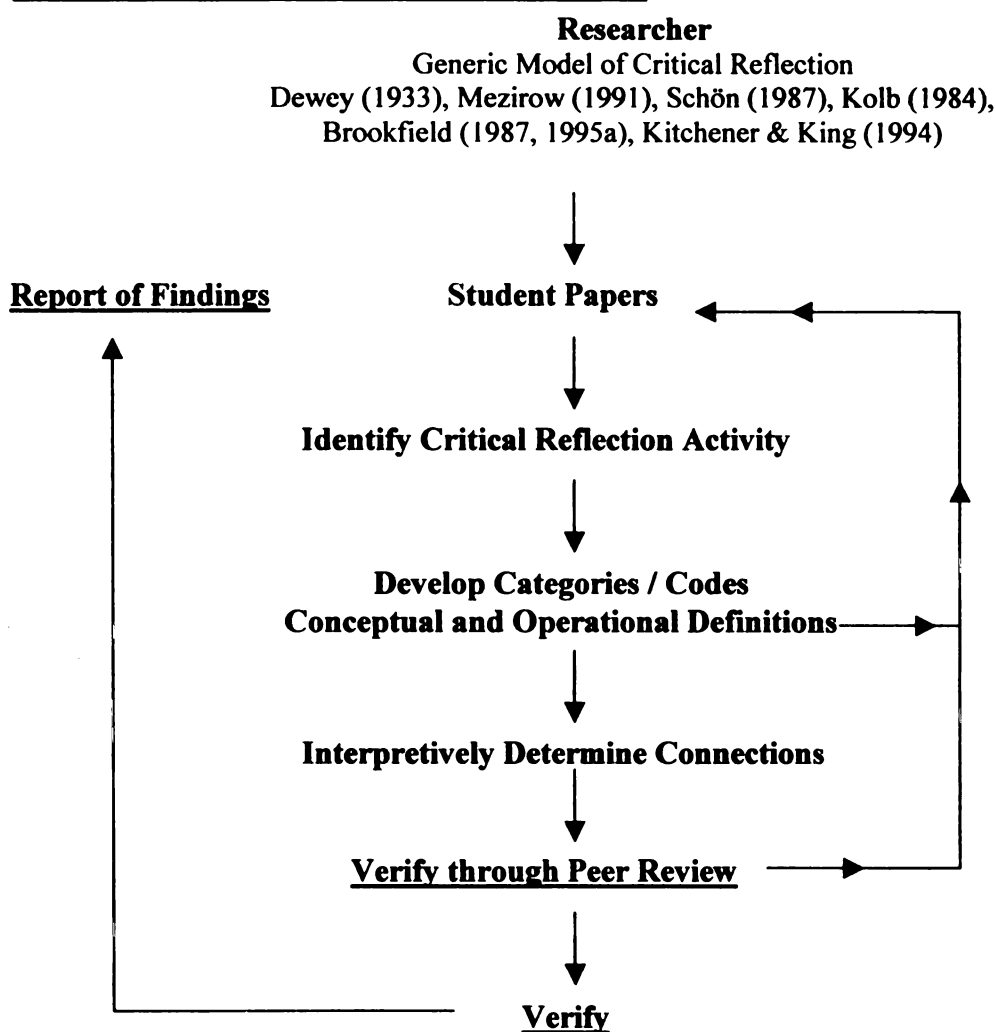 Researcher
Generic Model of Critical Reflection
Dewey (1933), Mezirow (1991), Schön (1987), Kolb (1984),
Brookfield (1987, 1995a), Kitchener & King (1994)
Report of Findings
Student Papers
Identify Critical Reflection Activity
Develop Categories / Codes
Conceptual and Operational Definitions
Interpretively Determine Connections
Verify through Peer Review
Verify